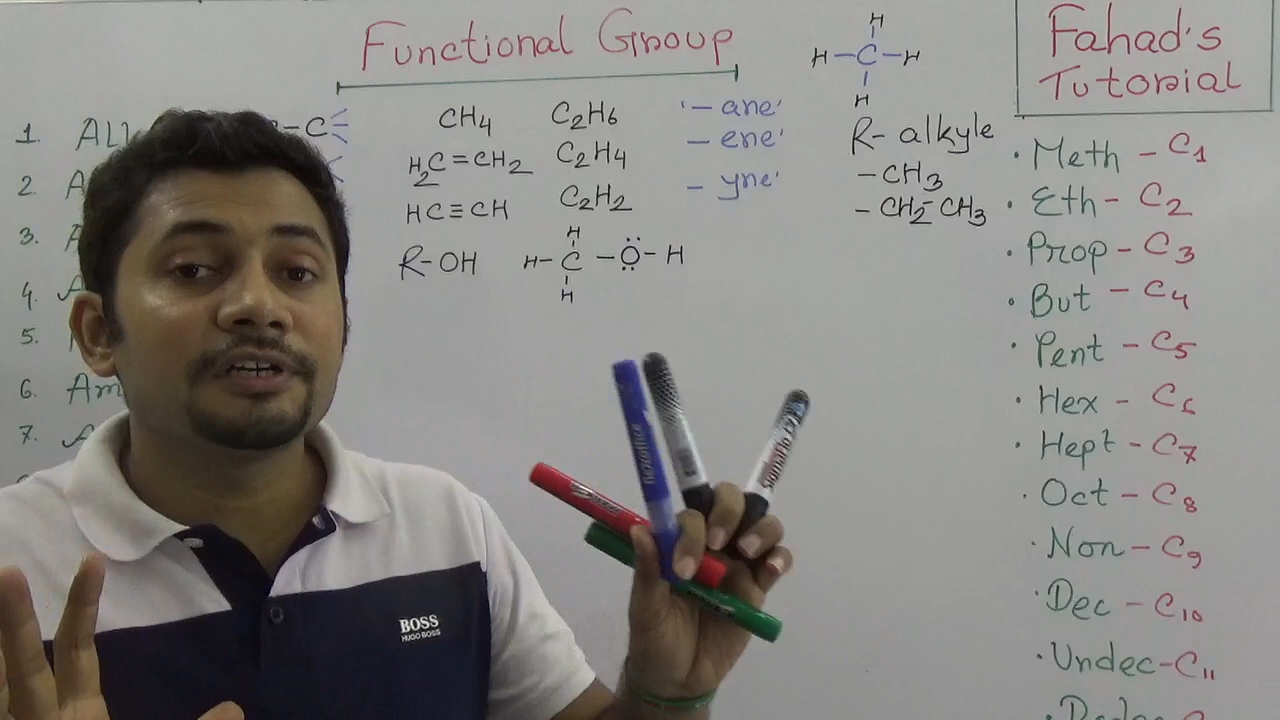 Functional Group
Fahad's
Tutorial
1. C
CH4 C2H6 '-ane'
2. H2C=CH2 C2H4 -ene'
3. HC≡CH C2H2 -yne'
4. R-OH
H
H-C-Ö-H
H
5.
6. Am
7.
H
H-C-H
H
R- alkyle
-CH3
-CH2-CH3
· Meth - C1
· Eth - C2
· Prop - C3
· But - C4
· Pent - C5
· Hex - C6
· Hept - C7
· Oct - C8
· Non - C9
· Dec - C10
· Undec - C11
BOSS
HUGO BOSS